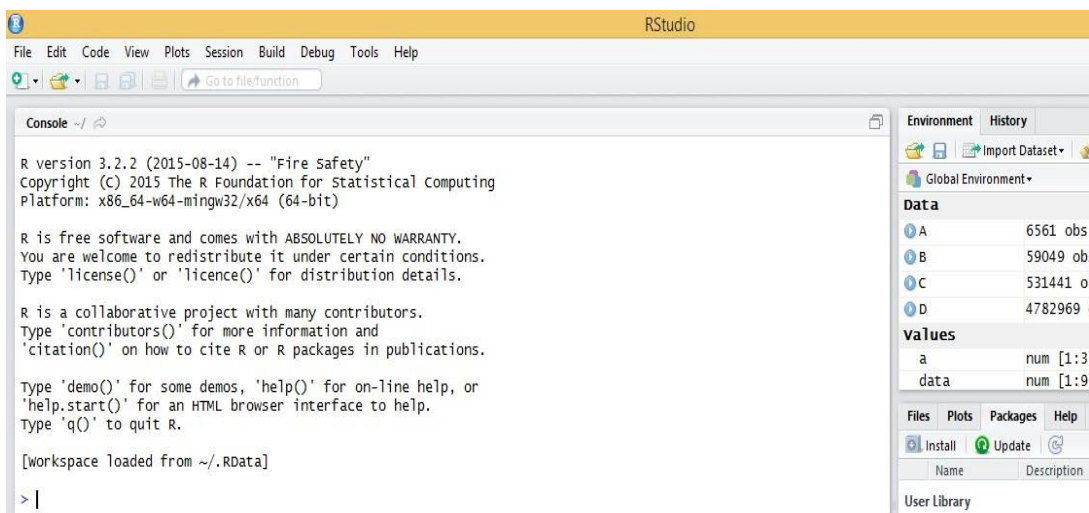 RStudio
File Edit Code View Plots Session Build Debug Tools Help
Go to file/function
Console ~/
R version 3.2.2 (2015-08-14) -- "Fire Safety"
Copyright (C) 2015 The R Foundation for Statistical Computing
Platform: x86_64-w64-mingw32/x64 (64-bit)
R is free software and comes with ABSOLUTELY NO WARRANTY.
You are welcome to redistribute it under certain conditions.
Type 'license()' or 'licence()' for distribution details.
R is a collaborative project with many contributors.
Type 'contributors()' for more information and
'citation()' on how to cite R or R packages in publications.
Type 'demo()' for some demos, 'help()' for on-line help, or
'help.start()' for an HTML browser interface to help.
Type 'q()' to quit R.
[Workspace loaded from ~/.RData]
>
Environment History
Import Dataset
Global Environment
Data
A 6561 obs
B 59049 ob
C 531441 o
D 4782969
Values
a num [1:3
data num [1:9
Files Plots Packages Help
Install Update
Name Description
User Library